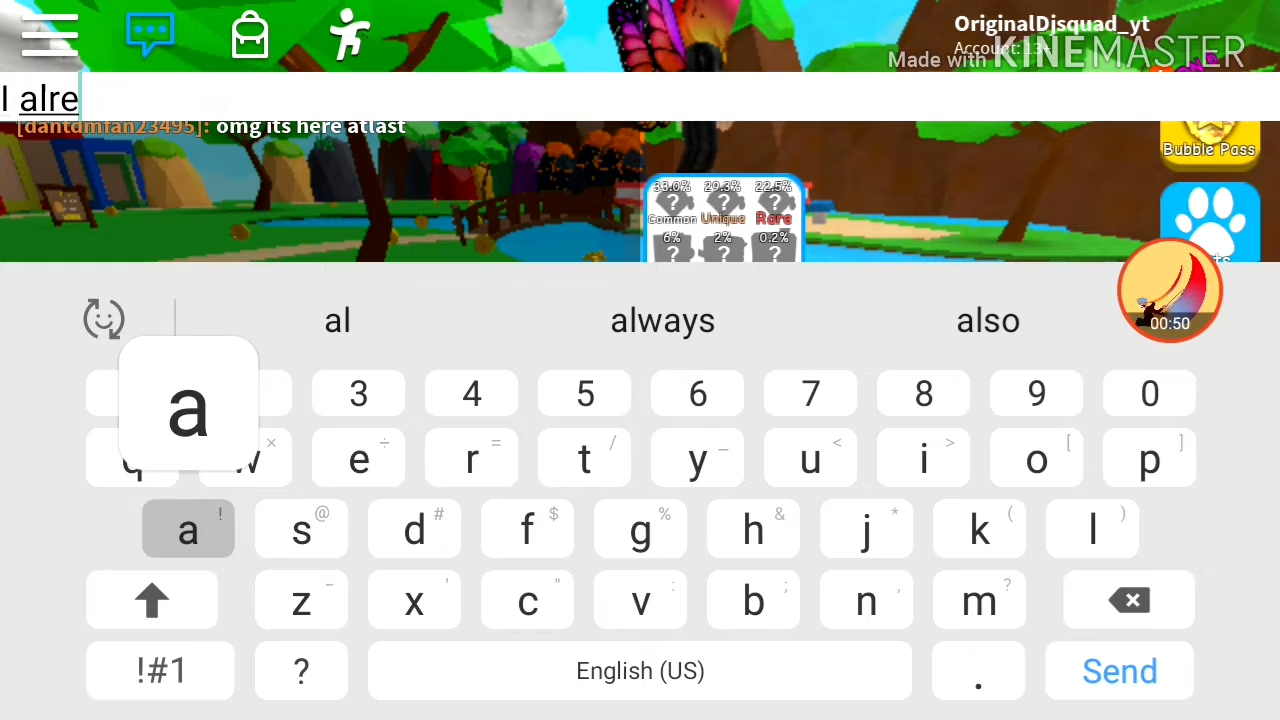 OriginalDjsquad_yt
Account: 13+
Made with KINEMASTER
I alre
[dantdmfan23495]: omg its here atlast
Bubble Pass
33.0% 29.3% 22.5%
? ? ?
Common Unique Rare
6% 2% 0.2%
? ? ?
al always also
00:50
a
3 4 5 6 7 8 9 0
× ÷ = / _ < > [ ]
q w e r t y u i o p
! @ # $ % & * ( )
a s d f g h j k l
- ' " : ; , ?
z x c v b n m
!#1 ? English (US) . Send